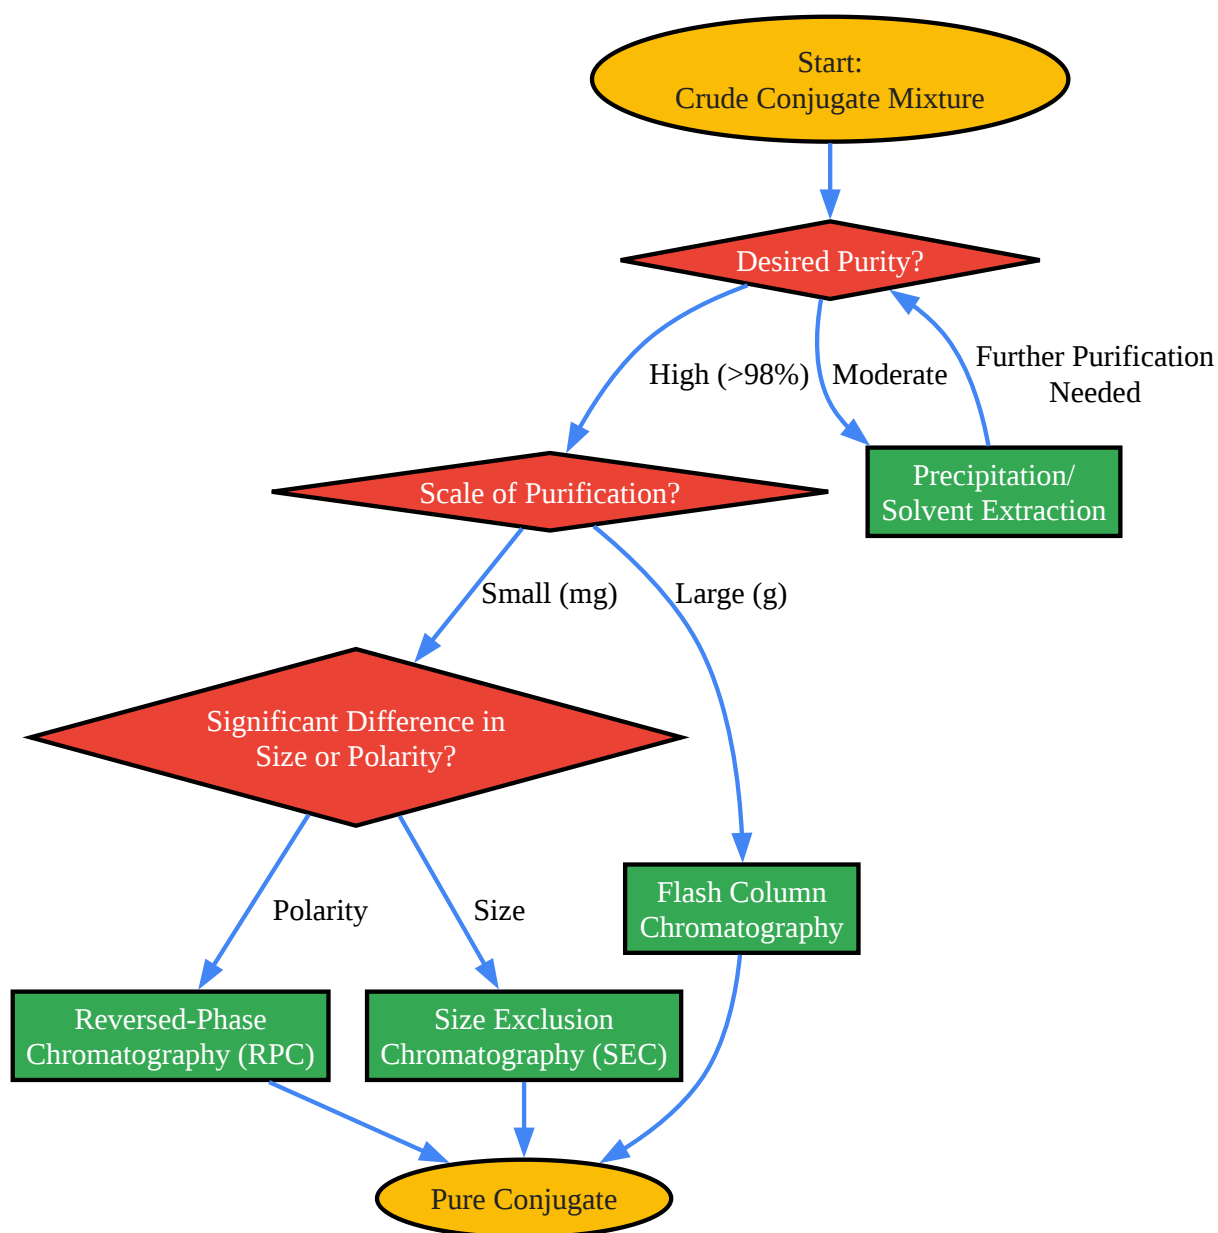 Start:
Crude Conjugate Mixture
Desired Purity?
High (>98%)
Moderate
Further Purification
Needed
Scale of Purification?
Precipitation/
Solvent Extraction
Small (mg)
Large (g)
Significant Difference in
Size or Polarity?
Polarity
Size
Flash Column
Chromatography
Reversed-Phase
Chromatography (RPC)
Size Exclusion
Chromatography (SEC)
Pure Conjugate